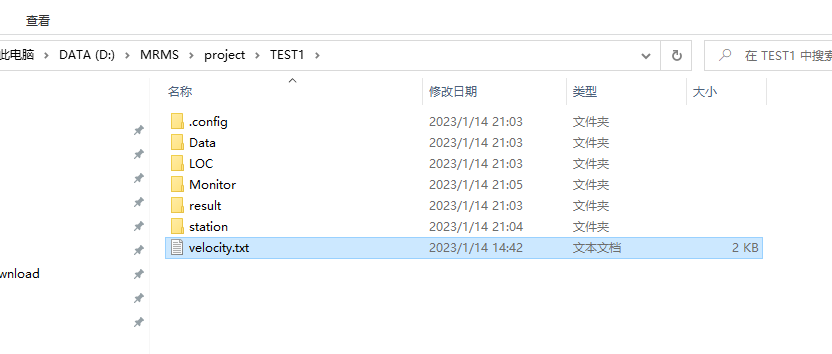 查看
此电脑 > DATA (D:) > MRMS > project > TEST1 >
在 TEST1 中搜索
名称 修改日期 类型 大小
.config 2023/1/14 21:03 文件夹
Data 2023/1/14 21:03 文件夹
LOC 2023/1/14 21:03 文件夹
Monitor 2023/1/14 21:05 文件夹
result 2023/1/14 21:03 文件夹
station 2023/1/14 21:04 文件夹
velocity.txt 2023/1/14 14:42 文本文档 2 KB
wnload